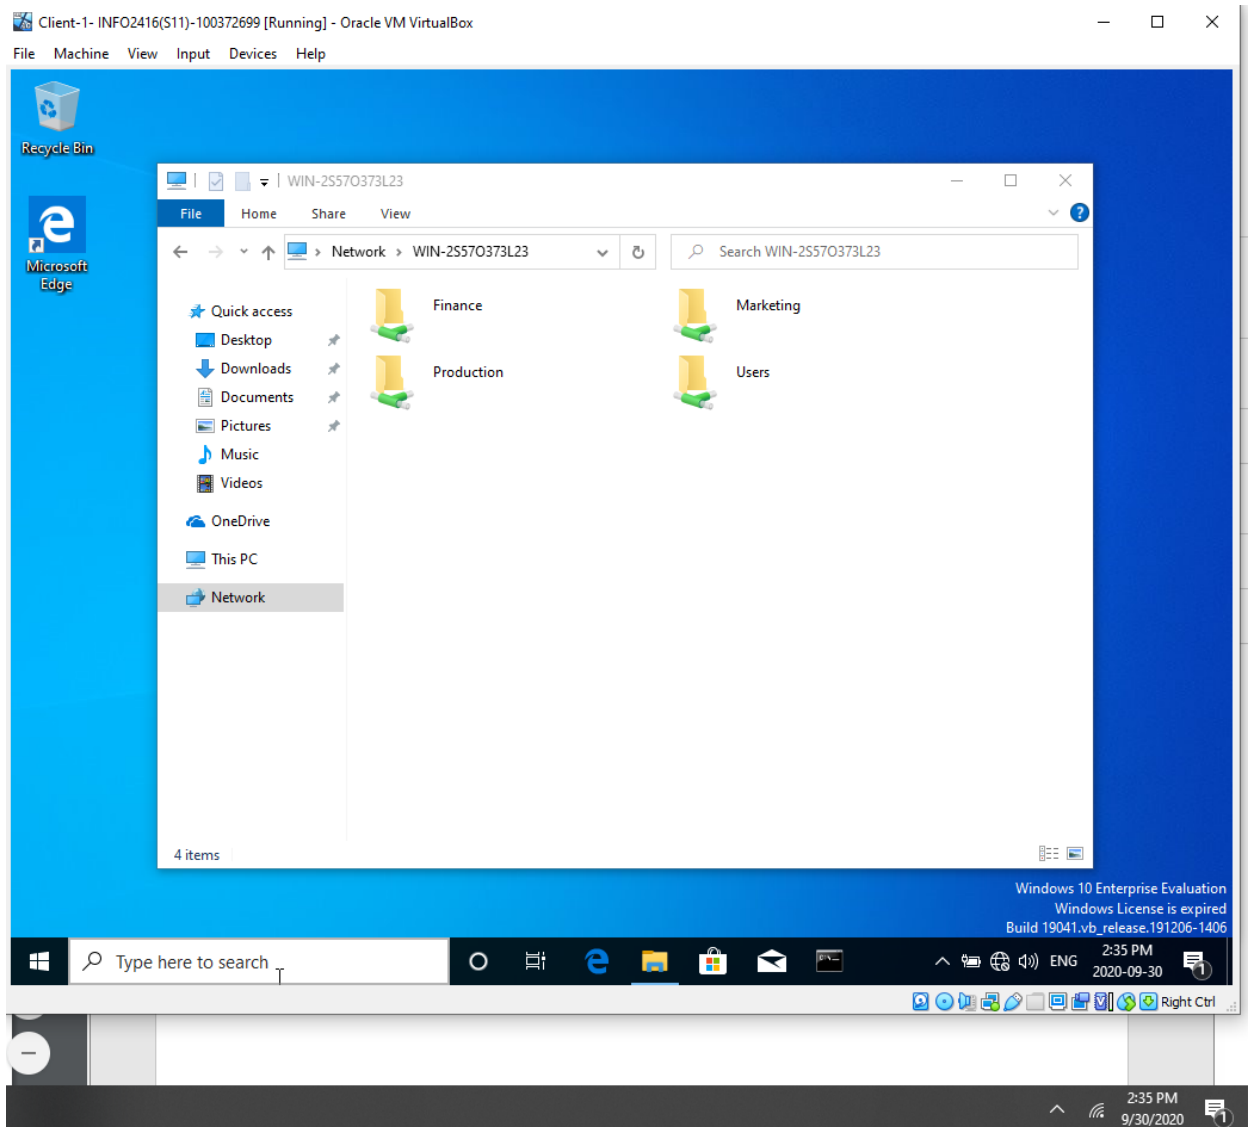 Client-1- INFO2416(S11)-100372699 [Running] - Oracle VM VirtualBox
File Machine View Input Devices Help
Recycle Bin
Microsoft
Edge
WIN-2S57O373L23
File Home Share View
Network > WIN-2S57O373L23
Search WIN-2S57O373L23
Quick access
Desktop
Downloads
Documents
Pictures
Music
Videos
OneDrive
This PC
Network
Finance
Marketing
Production
Users
4 items
Windows 10 Enterprise Evaluation
Windows License is expired
Build 19041.vb_release.191206-1406
Type here to search
ENG
2:35 PM
2020-09-30
1
Right Ctrl
2:35 PM
9/30/2020
1